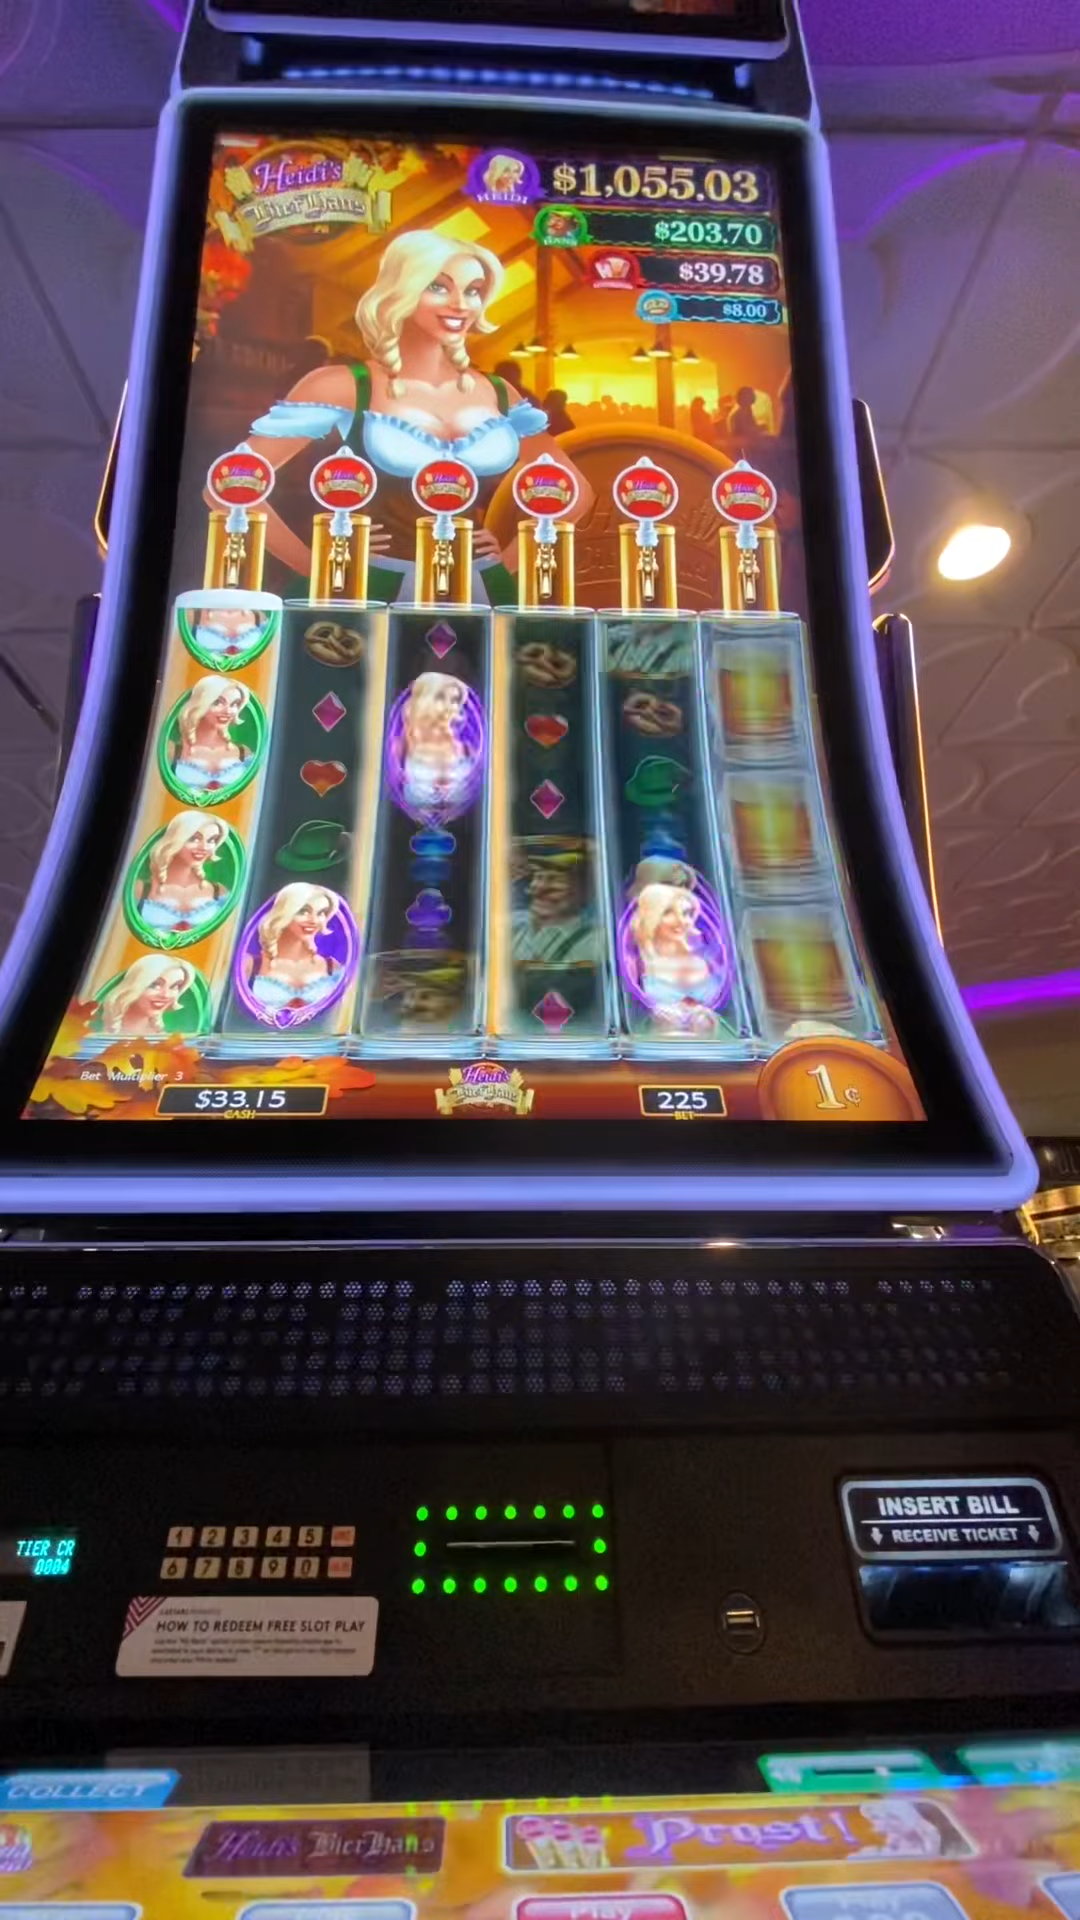 Heidi's
Bier Haus
HEIDI
$1,055.03
$203.70
$39.78
$8.00
Bet Multiplier 3
$33.15
CASH
Heidi's
Bier Haus
225
BET
1¢
INSERT BILL
RECEIVE TICKET
TIER CR
0004
1 2 3 4 5
6 7 8 9 0
HOW TO REDEEM FREE SLOT PLAY
COLLECT
Heidi's Bier Haus
Prost!
Play